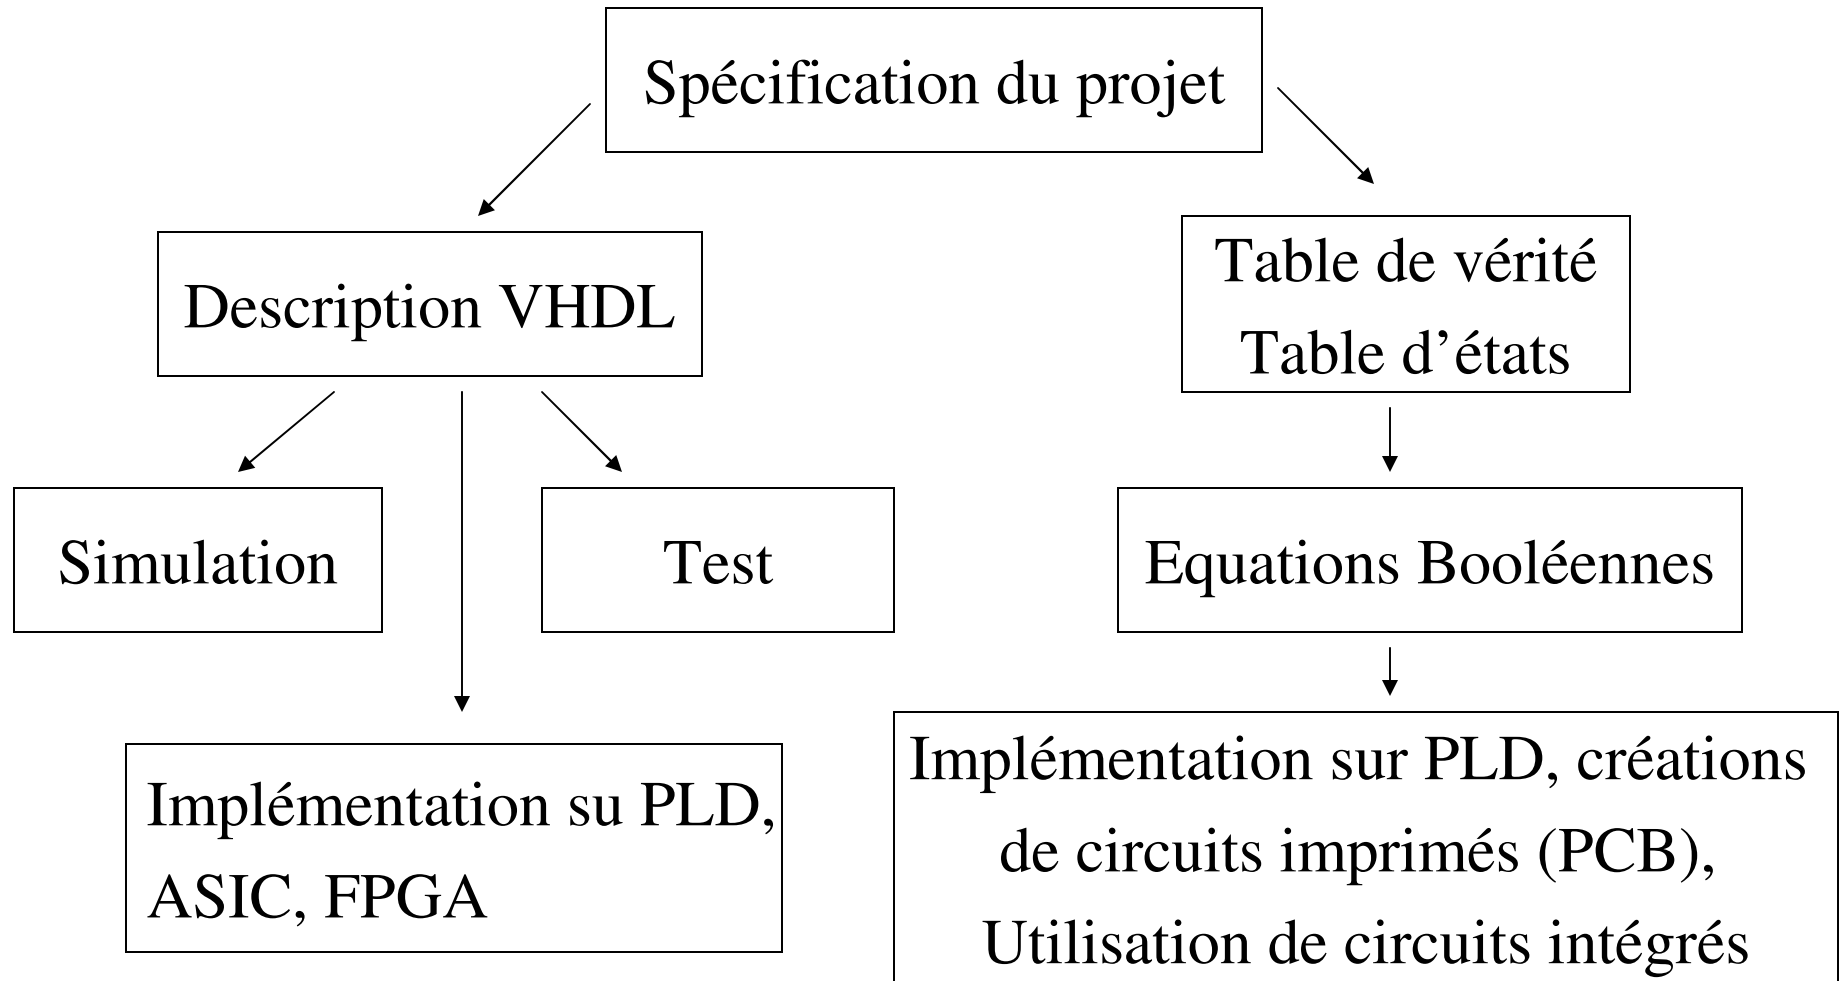 Spécification du projet
Description VHDL
Table de vérité
Table d’états
Simulation
Test
Equations Booléennes
Implémentation su PLD,
ASIC, FPGA
Implémentation sur PLD, créations
de circuits imprimés (PCB),
Utilisation de circuits intégrés